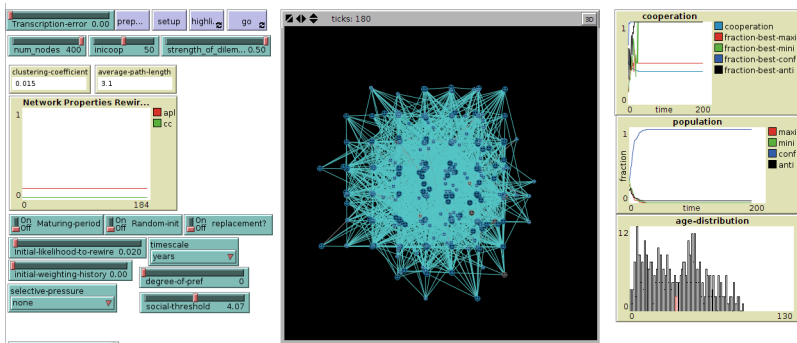 Transcription-error 0.00
prep...
setup
highli...
go
num_nodes 400
inicoop 50
strength_of_dilem... 0.50
clustering-coefficient
0.015
average-path-length
3.1
Network Properties Rewir...
1
0
0
184
apl
cc
On
Off
Maturing-period
On
Off
Random-init
On
Off
replacement?
Initial-likelihood-to-rewire 0.020
timescale
years
initial-weighting-history 0.00
degree-of-pref 0
selective-pressure
none
social-threshold 4.07
ticks: 180
3D
cooperation
1
0
0
time
200
cooperation
fraction-best-maxi
fraction-best-mini
fraction-best-conf
fraction-best-anti
population
fraction
1
0
0
time
200
maxi
mini
conf
anti
age-distribution
12
0
0
130